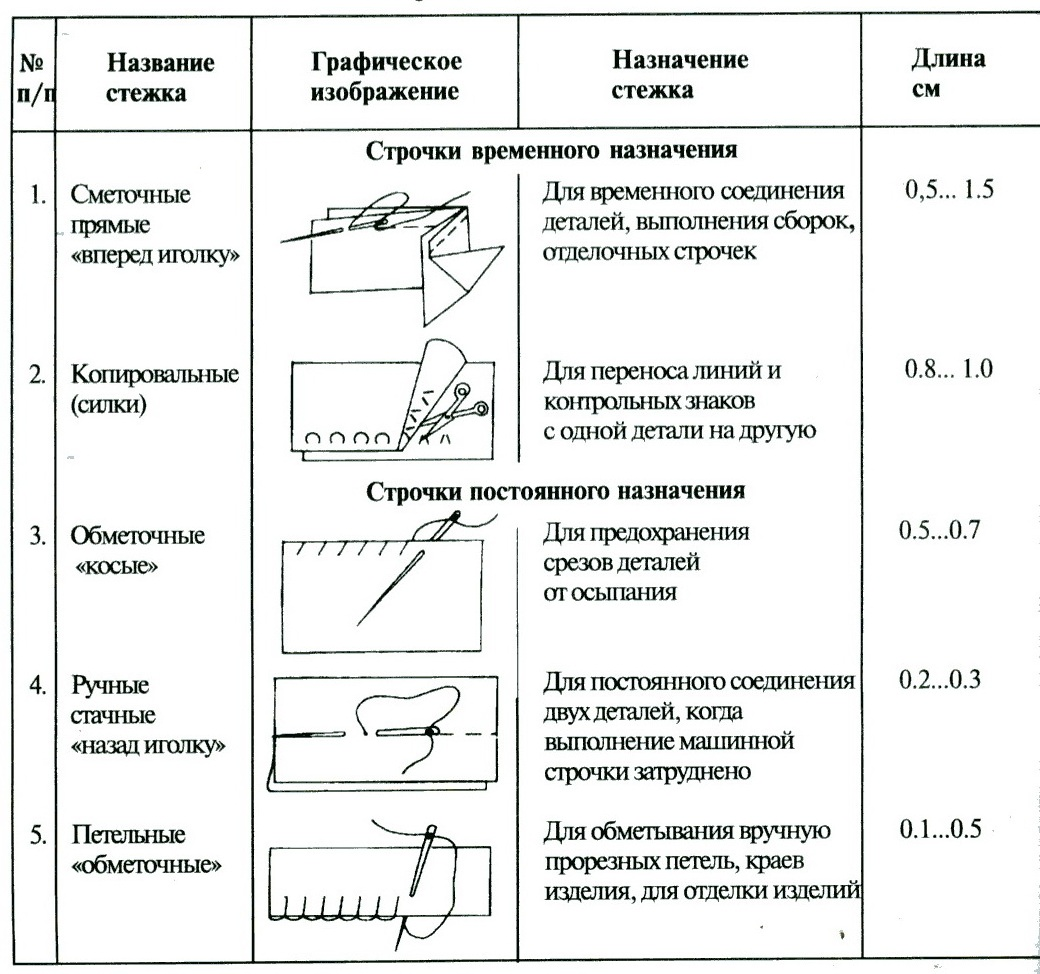 № п/п
Название стежка
Графическое изображение
Назначение стежка
Длина см
Строчки временного назначения
1.
Сметочные
прямые
«вперед иголку»
Для временного соединения
деталей, выполнения сборок,
отделочных строчек
0,5... 1.5
2.
Копировальные
(силки)
Для переноса линий и
контрольных знаков
с одной детали на другую
0.8... 1.0
Строчки постоянного назначения
3.
Обметочные
«косые»
Для предохранения
срезов деталей
от осыпания
0.5...0.7
4.
Ручные
стачные
«назад иголку»
Для постоянного соединения
двух деталей, когда
выполнение машинной
строчки затруднено
0.2...0.3
5.
Петельные
«обметочные»
Для обметывания вручную
прорезных петель, краев
изделия, для отделки изделий
0.1...0.5